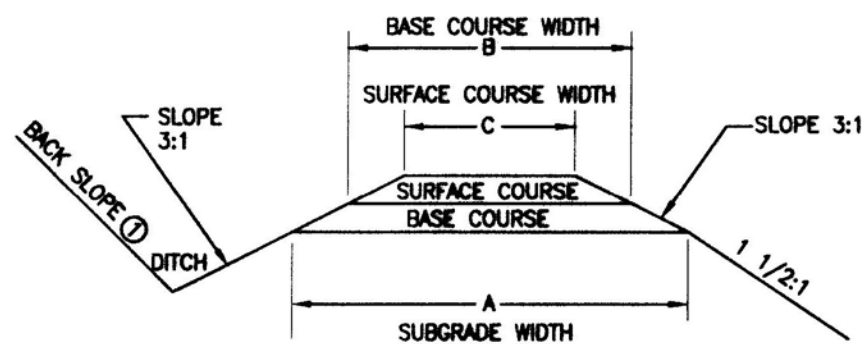 BASE COURSE WIDTH
B
SURFACE COURSE WIDTH
C
SLOPE
3:1
SLOPE 3:1
BACK SLOPE ①
SURFACE COURSE
BASE COURSE
DITCH
1 1/2:1
A
SUBGRADE WIDTH